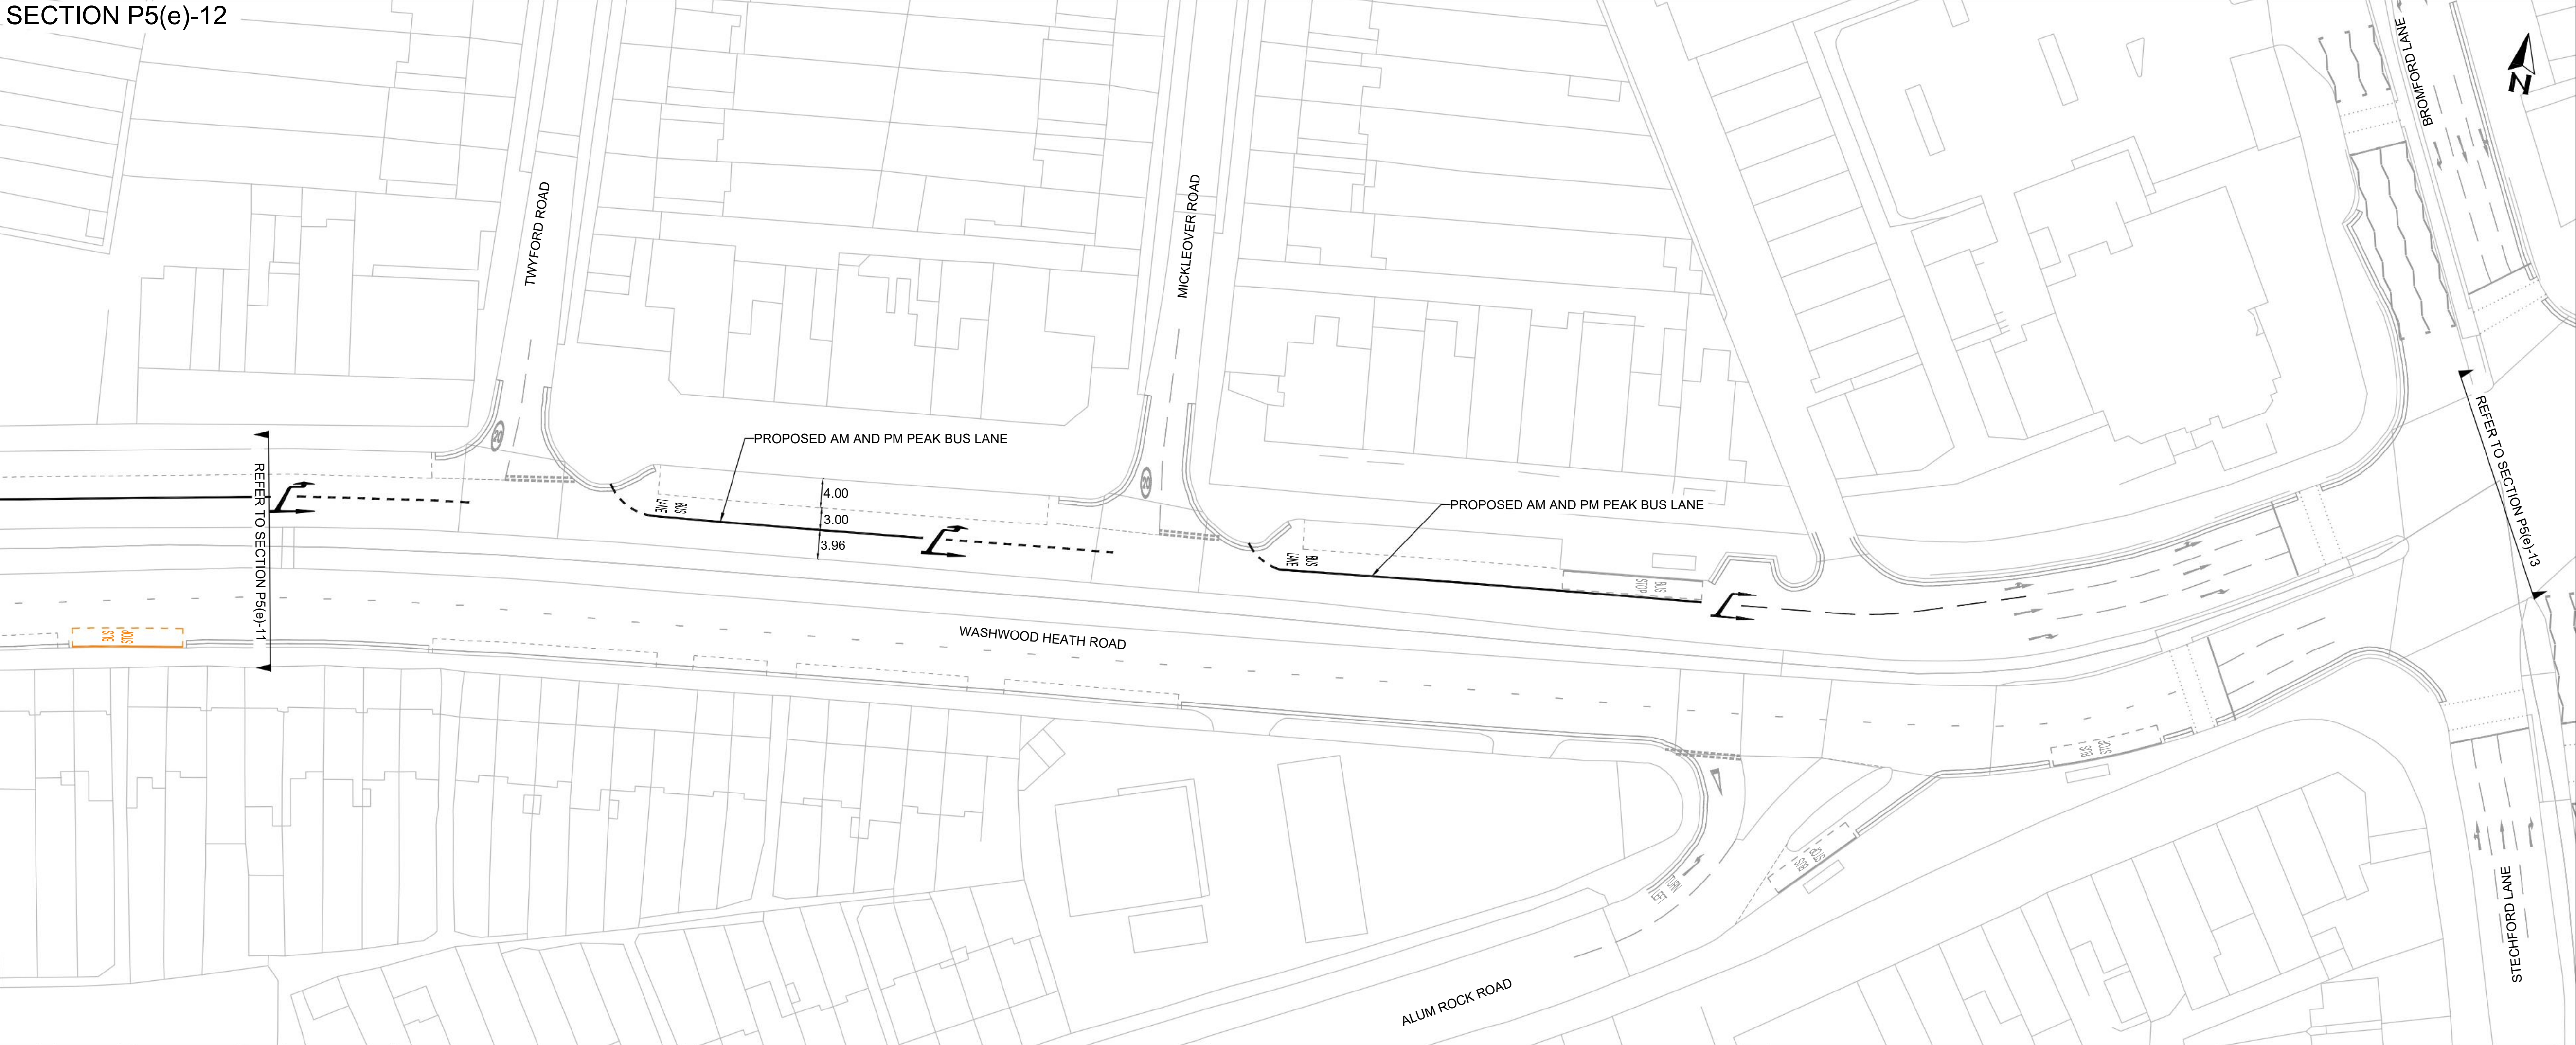 SECTION P5(e)-12
BROMFORD LANE
N
TWYFORD ROAD
MICKLEOVER ROAD
REFER TO SECTION P5(e)-13
20
PROPOSED AM AND PM PEAK BUS LANE
REFER TO SECTION P5(e)-11
20
4.00
3.00
3.96
BUS
LANE
PROPOSED AM AND PM PEAK BUS LANE
BUS
LANE
BUS
STOP
BUS
STOP
WASHWOOD HEATH ROAD
BUS
STOP
BUS
STOP
TURN
LEFT
STECHFORD LANE
ALUM ROCK ROAD